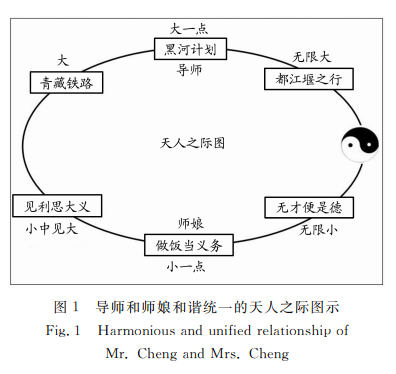 大一点
黑河计划
导师
大
青藏铁路
无限大
都江堰之行
天人之际图
见利思大义
小中见大
师娘
做饭当义务
小一点
无才便是德
无限小
图 1 导师和师娘和谐统一的天人之际图示
Fig. 1 Harmonious and unified relationship of
Mr. Cheng and Mrs. Cheng